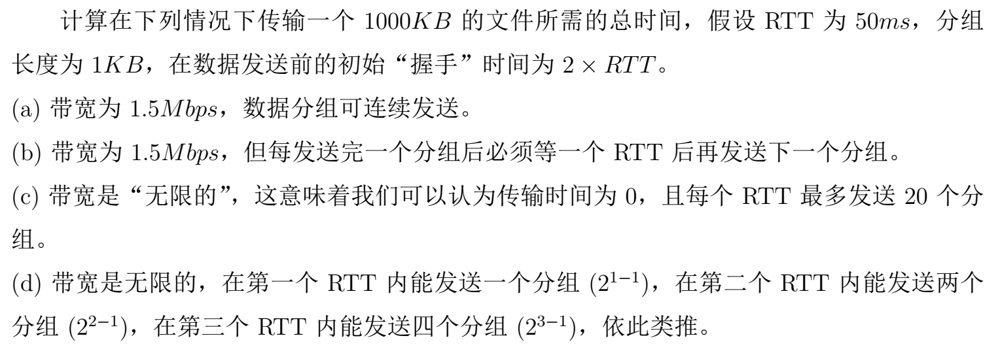 计算在下列情况下传输一个 1000KB 的文件所需的总时间，假设 RTT 为 50ms，分组
长度为 1KB，在数据发送前的初始“握手”时间为 2 × RTT。
(a) 带宽为 1.5Mbps，数据分组可连续发送。
(b) 带宽为 1.5Mbps，但每发送完一个分组后必须等一个 RTT 后再发送下一个分组。
(c) 带宽是“无限的”，这意味着我们可以认为传输时间为 0，且每个 RTT 最多发送 20 个分
组。
(d) 带宽是无限的，在第一个 RTT 内能发送一个分组 (2¹⁻¹)，在第二个 RTT 内能发送两个
分组 (2²⁻¹)，在第三个 RTT 内能发送四个分组 (2³⁻¹)，依此类推。